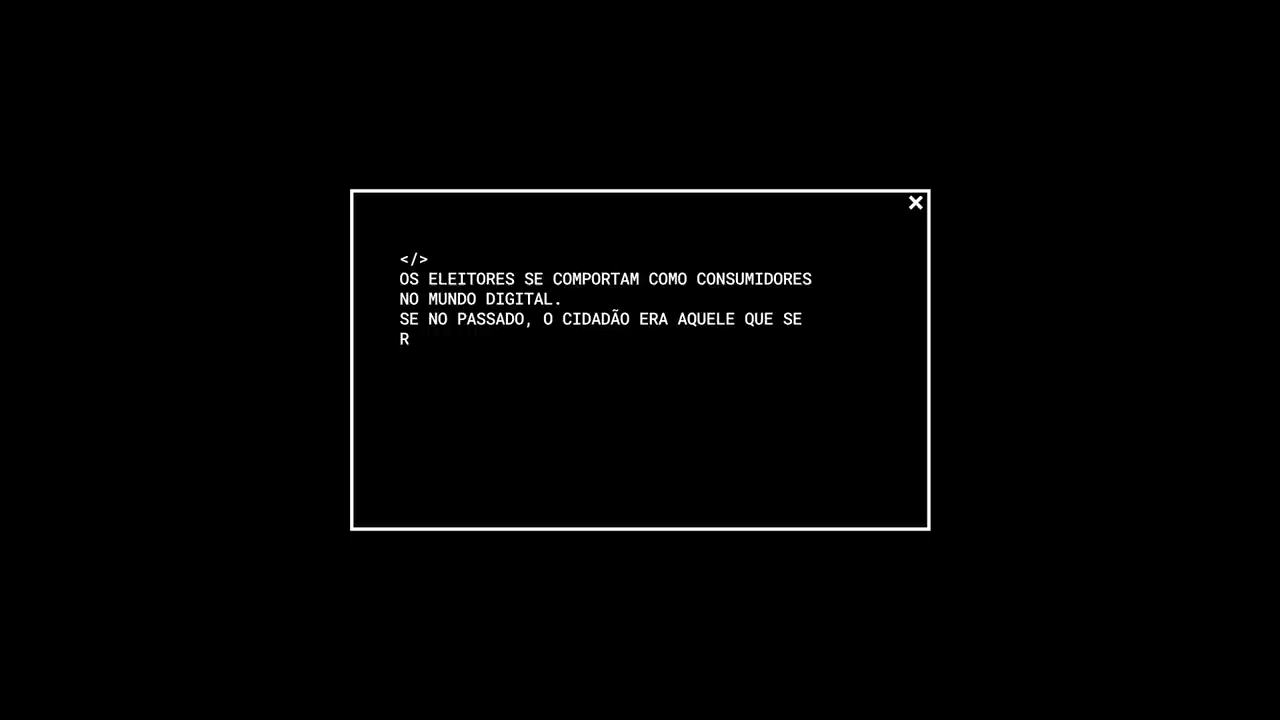 </>
OS ELEITORES SE COMPORTAM COMO CONSUMIDORES
NO MUNDO DIGITAL.
SE NO PASSADO, O CIDADÃO ERA AQUELE QUE SE
R